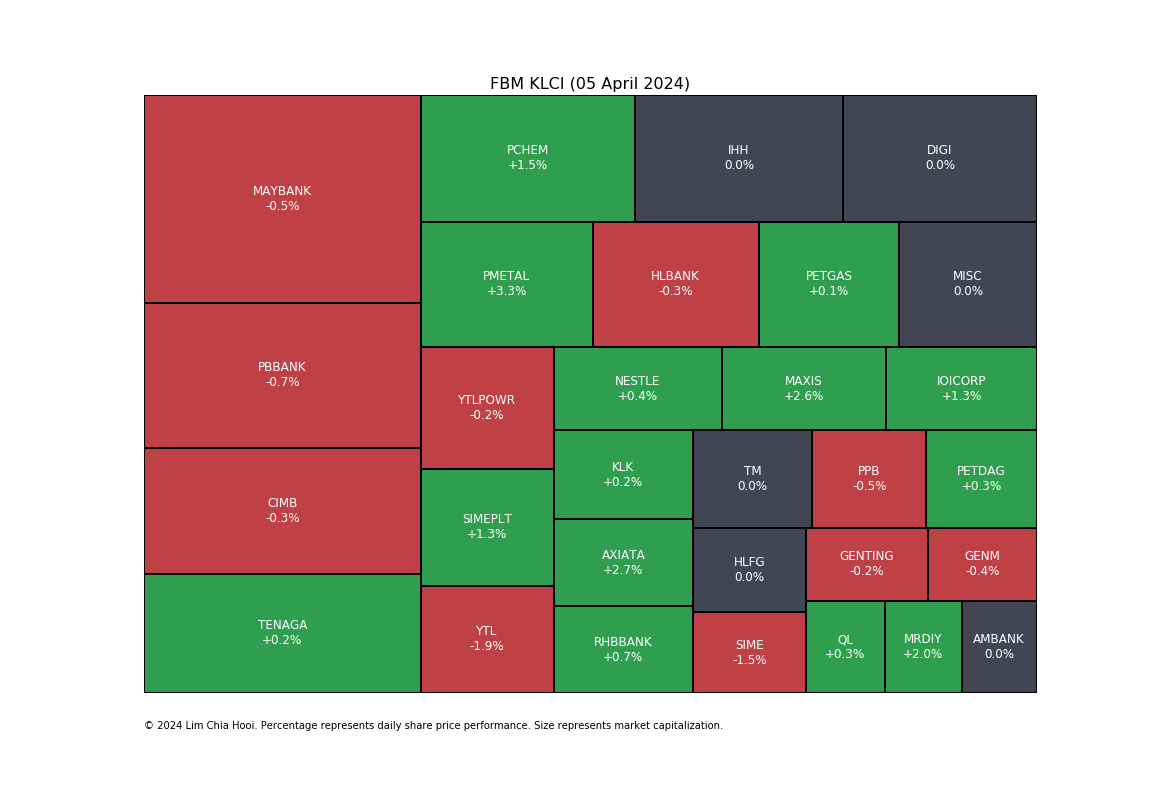 FBM KLCI (05 April 2024)
MAYBANK
-0.5%
PBBANK
-0.7%
CIMB
-0.3%
TENAGA
+0.2%
PCHEM
+1.5%
IHH
0.0%
DIGI
0.0%
PMETAL
+3.3%
HLBANK
-0.3%
PETGAS
+0.1%
MISC
0.0%
YTLPOWR
-0.2%
SIMEPLT
+1.3%
YTL
-1.9%
NESTLE
+0.4%
MAXIS
+2.6%
IOICORP
+1.3%
KLK
+0.2%
AXIATA
+2.7%
RHBBANK
+0.7%
TM
0.0%
PPB
-0.5%
PETDAG
+0.3%
HLFG
0.0%
SIME
-1.5%
GENTING
-0.2%
GENM
-0.4%
QL
+0.3%
MRDIY
+2.0%
AMBANK
0.0%
© 2024 Lim Chia Hooi. Percentage represents daily share price performance. Size represents market capitalization.